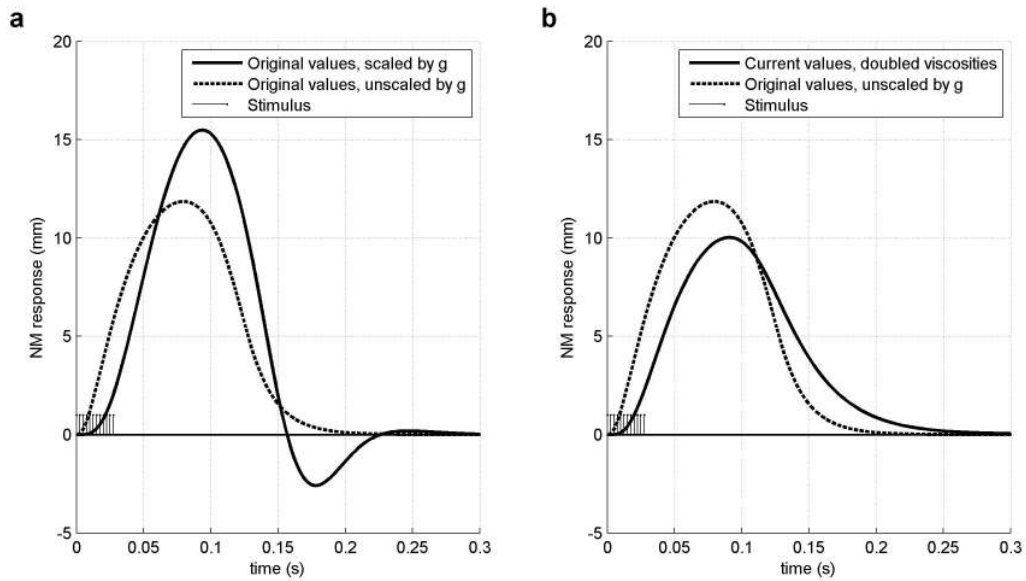 a
20
15
10
5
0
-5
NM response (mm)
Original values, scaled by g
Original values, unscaled by g
Stimulus
0
0.05
0.1
0.15
0.2
0.25
0.3
time (s)
b
20
15
10
5
0
-5
NM response (mm)
Current values, doubled viscosities
Original values, unscaled by g
Stimulus
0
0.05
0.1
0.15
0.2
0.25
0.3
time (s)